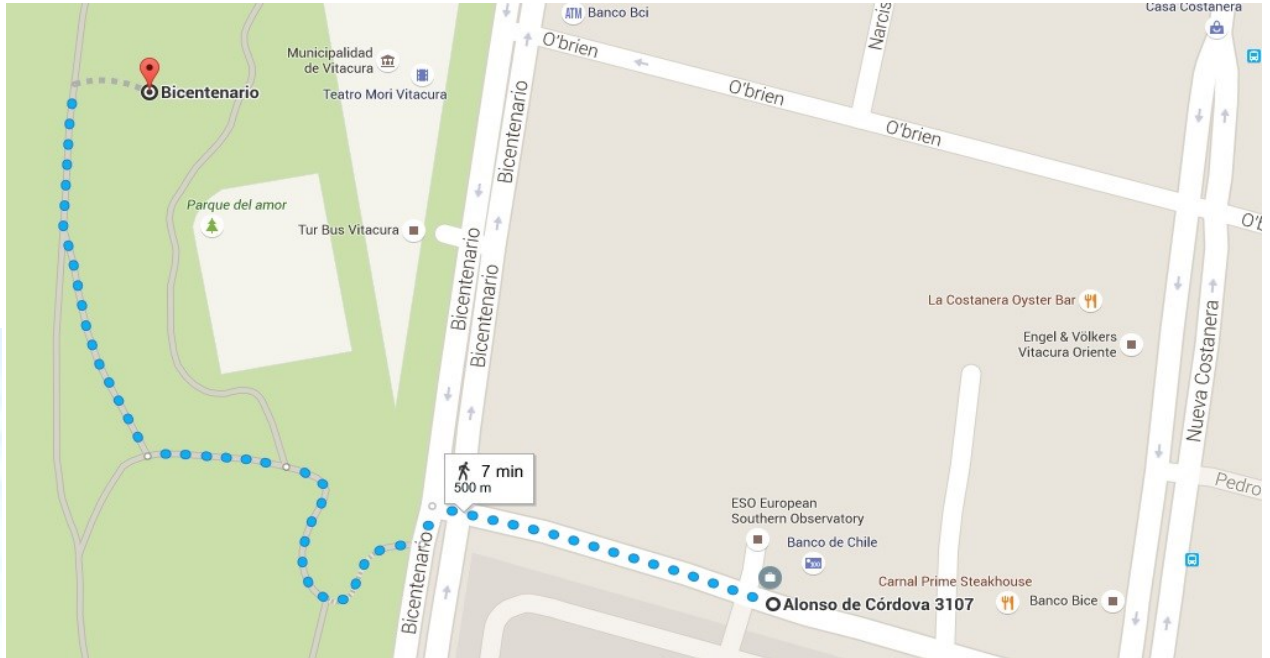 Banco Bci
Casa Costanera
O'brien
Narcis
Municipalidad
de Vitacura
Teatro Mori Vitacura
Bicentenario
Bicentenario
O'brien
O'brien
Bicentenario
Parque del amor
O'b
Tur Bus Vitacura
Bicentenario
Bicentenario
La Costanera Oyster Bar
Engel & Völkers
Vitacura Oriente
Nueva Costanera
7 min
500 m
Pedro
ESO European
Southern Observatory
Banco de Chile
Bicentenario
Carnal Prime Steakhouse
Alonso de Córdova 3107
Banco Bice